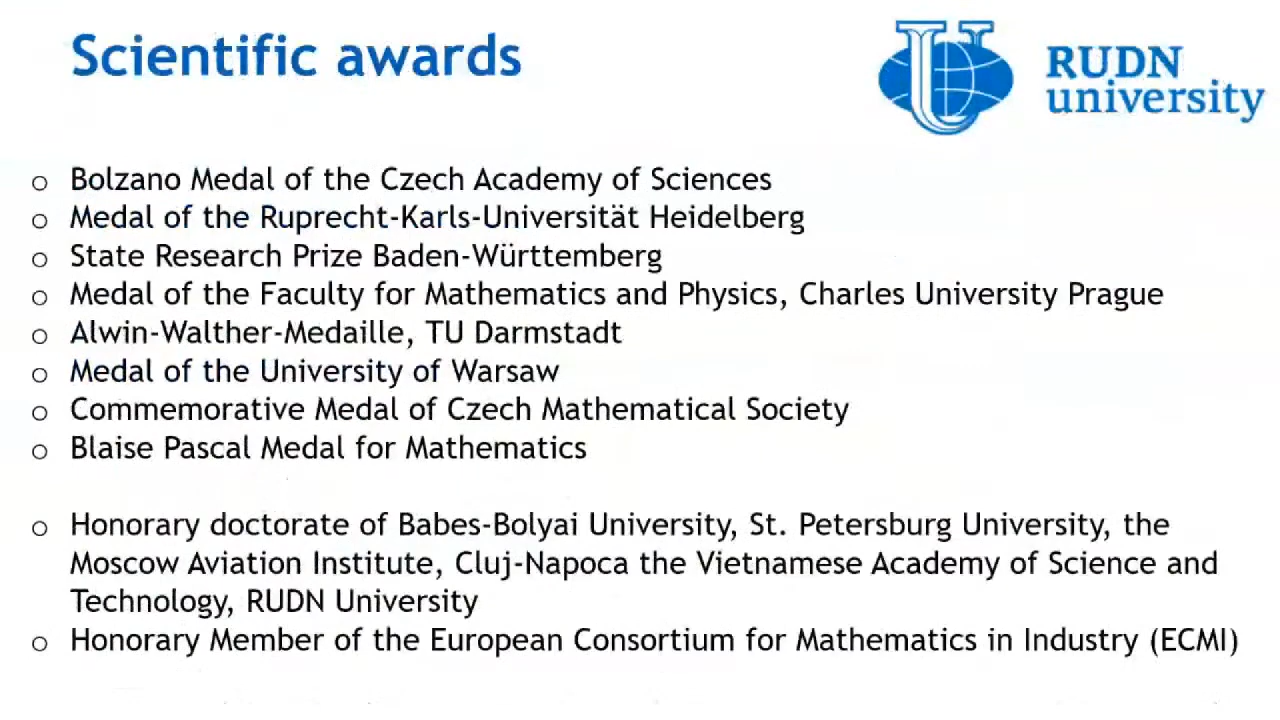 Scientific awards
RUDN
university
o Bolzano Medal of the Czech Academy of Sciences
o Medal of the Ruprecht-Karls-Universität Heidelberg
o State Research Prize Baden-Württemberg
o Medal of the Faculty for Mathematics and Physics, Charles University Prague
o Alwin-Walther-Medaille, TU Darmstadt
o Medal of the University of Warsaw
o Commemorative Medal of Czech Mathematical Society
o Blaise Pascal Medal for Mathematics
o Honorary doctorate of Babes-Bolyai University, St. Petersburg University, the
Moscow Aviation Institute, Cluj-Napoca the Vietnamese Academy of Science and
Technology, RUDN University
o Honorary Member of the European Consortium for Mathematics in Industry (ECMI)